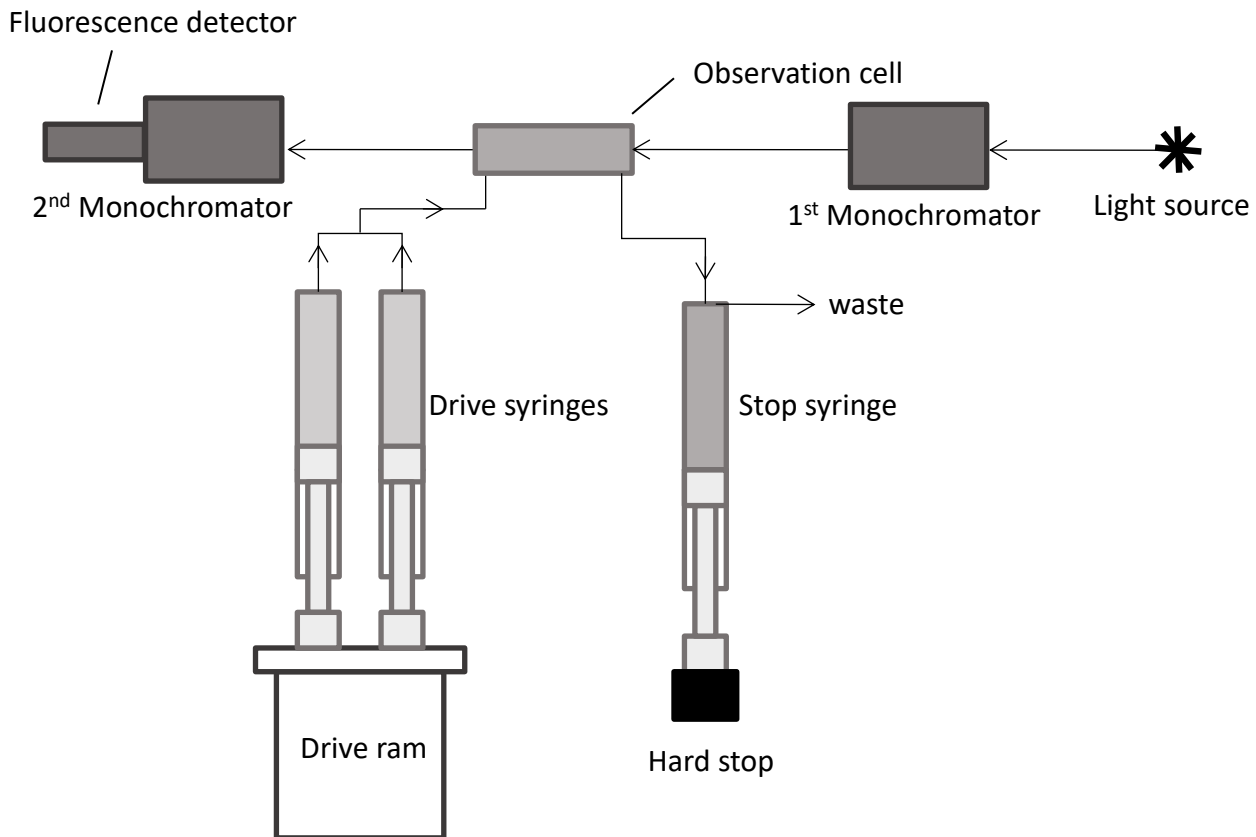 Fluorescence detector
Observation cell
2nd Monochromator
1st Monochromator
Light source
waste
Drive syringes
Stop syringe
Drive ram
Hard stop